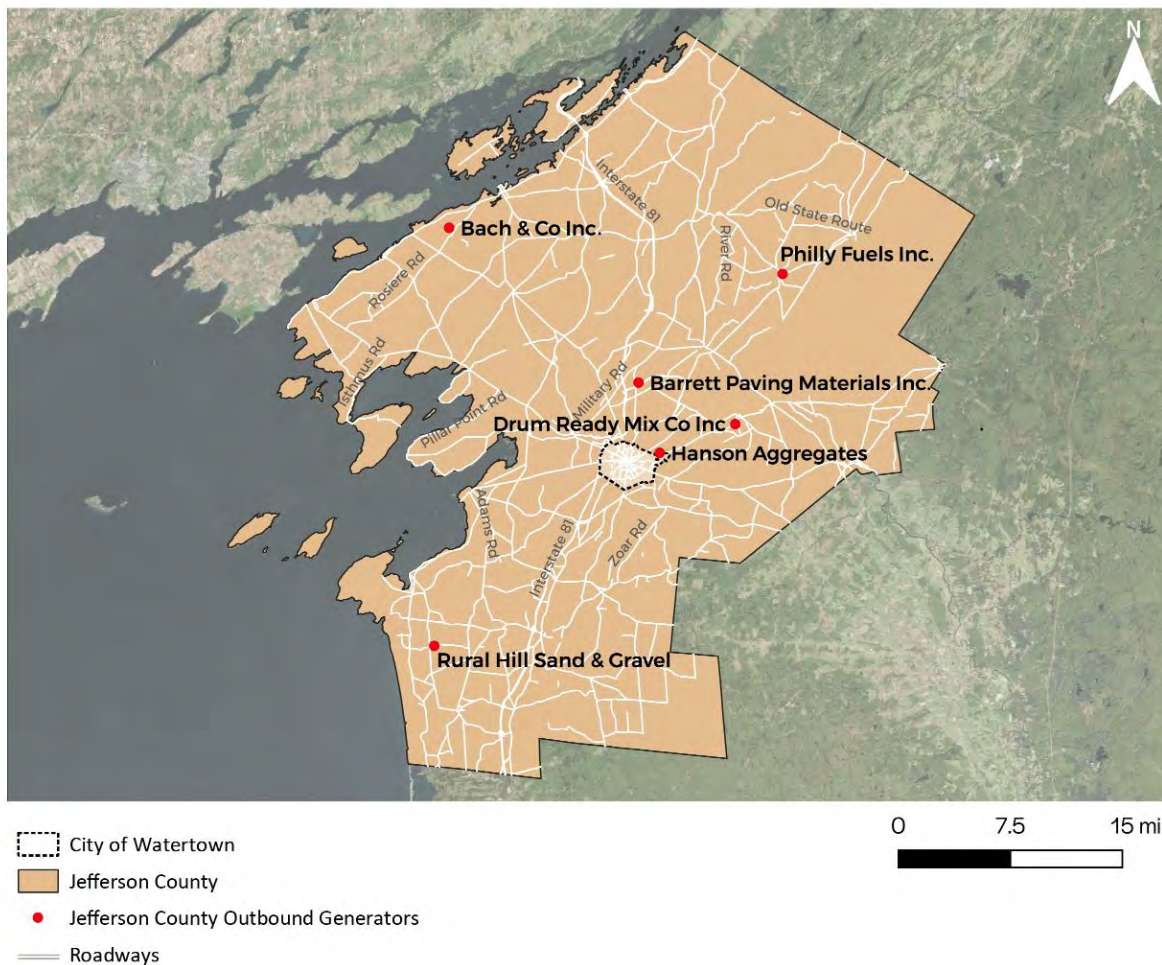 N
Interstate 81
Old State Route
Bach & Co Inc.
River Rd
Philly Fuels Inc.
Rosiere Rd
Isthmus Rd
Military Rd
Barrett Paving Materials Inc.
Pillar Point Rd
Drum Ready Mix Co Inc
Hanson Aggregates
Adams Rd
Interstate 81
Zoar Rd
Rural Hill Sand & Gravel
0 7.5 15 mi
City of Watertown
Jefferson County
Jefferson County Outbound Generators
Roadways